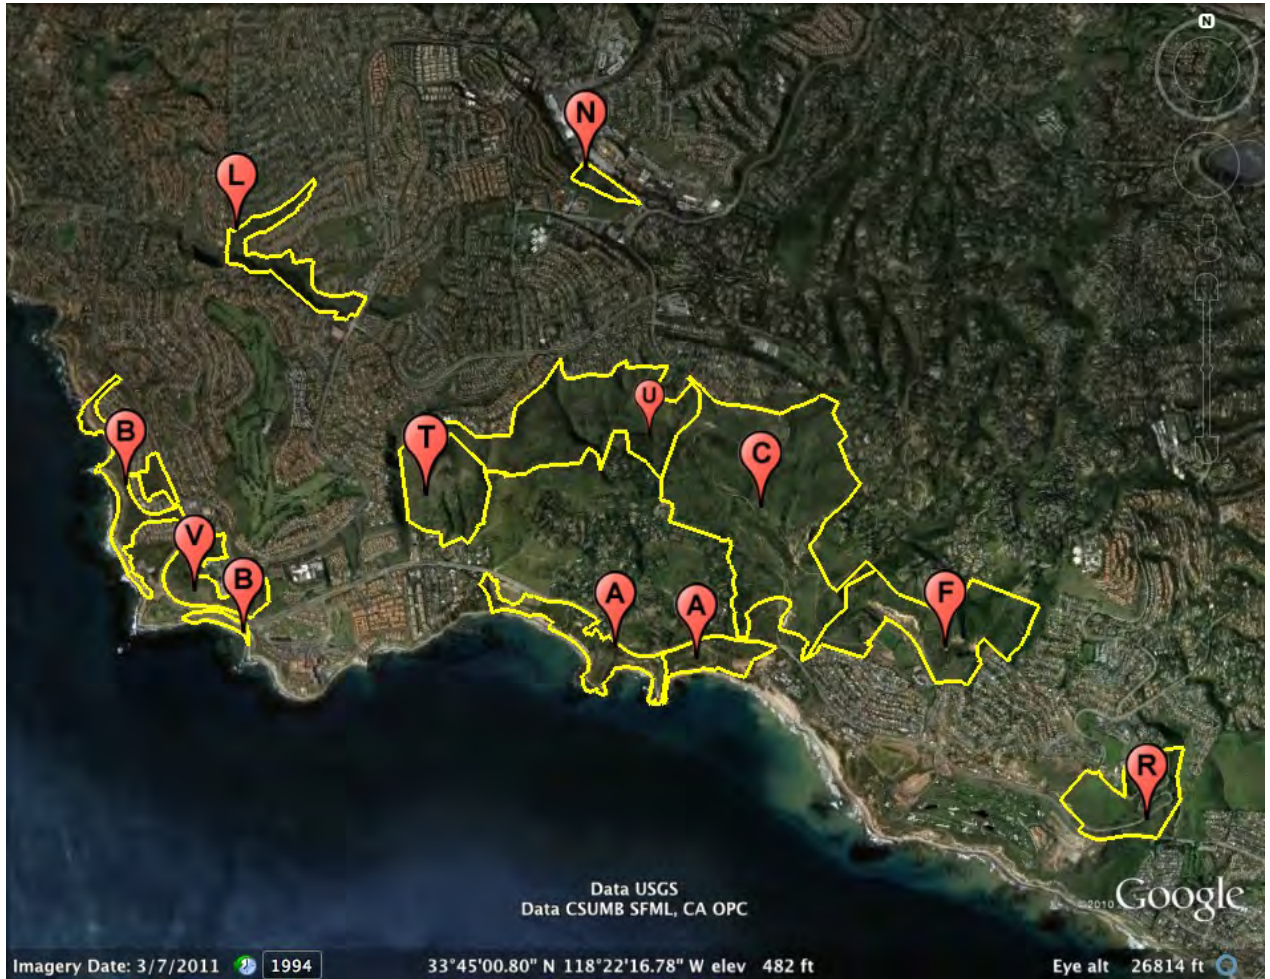 N
N
L
U
B
T
C
V
B
A
A
F
R
Data USGS
Data CSUMB SFML, CA OPC
©2010 Google
Imagery Date: 3/7/2011 1994 33°45'00.80" N 118°22'16.78" W elev 482 ft Eye alt 26814 ft